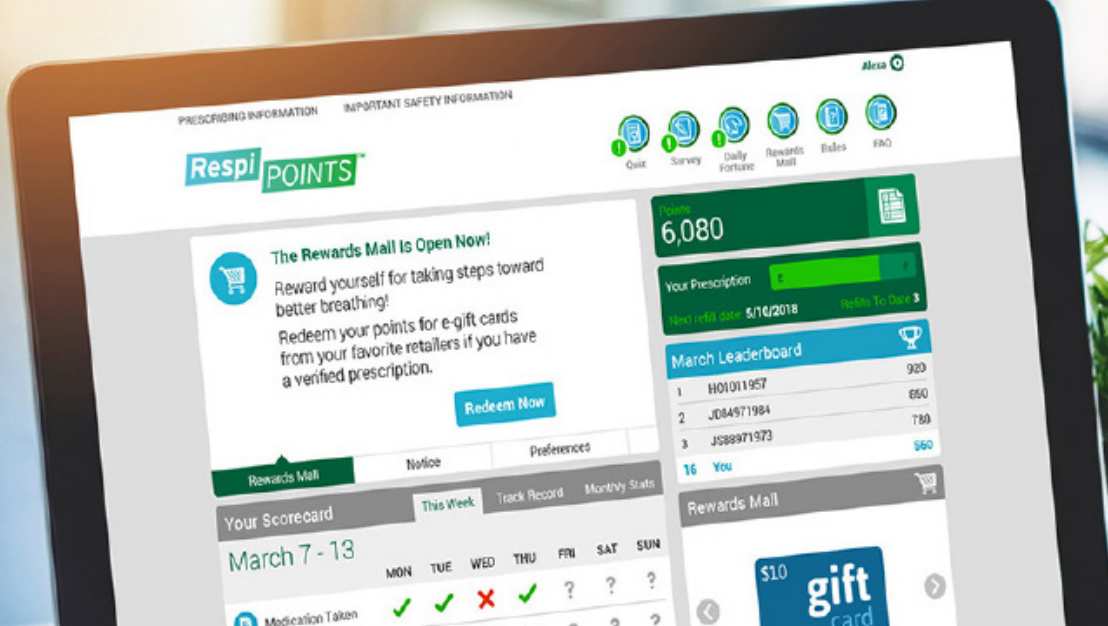 Alexa
PRESCRIBING INFORMATION
IMPORTANT SAFETY INFORMATION
Respi POINTS™
Quiz
Survey
Daily
Fortune
Rewards
Mall
Rules
FAQ
The Rewards Mall Is Open Now!
Reward yourself for taking steps toward
better breathing!
Redeem your points for e-gift cards
from your favorite retailers if you have
a verified prescription.
Redeem Now
Rewards Mall
Notice
Preferences
Points
6,080
Your Prescription
Next refill date: 5/16/2018
Refills To Date 3
March Leaderboard
1 HO1011957 920
2 JD84971984 850
3 JS88971973 780
16 You 560
Your Scorecard
This Week
Track Record
Monthly Stats
March 7 - 13
MON TUE WED THU FRI SAT SUN
Medication Taken
? ? ?
? ?
Rewards Mall
$10
gift
card